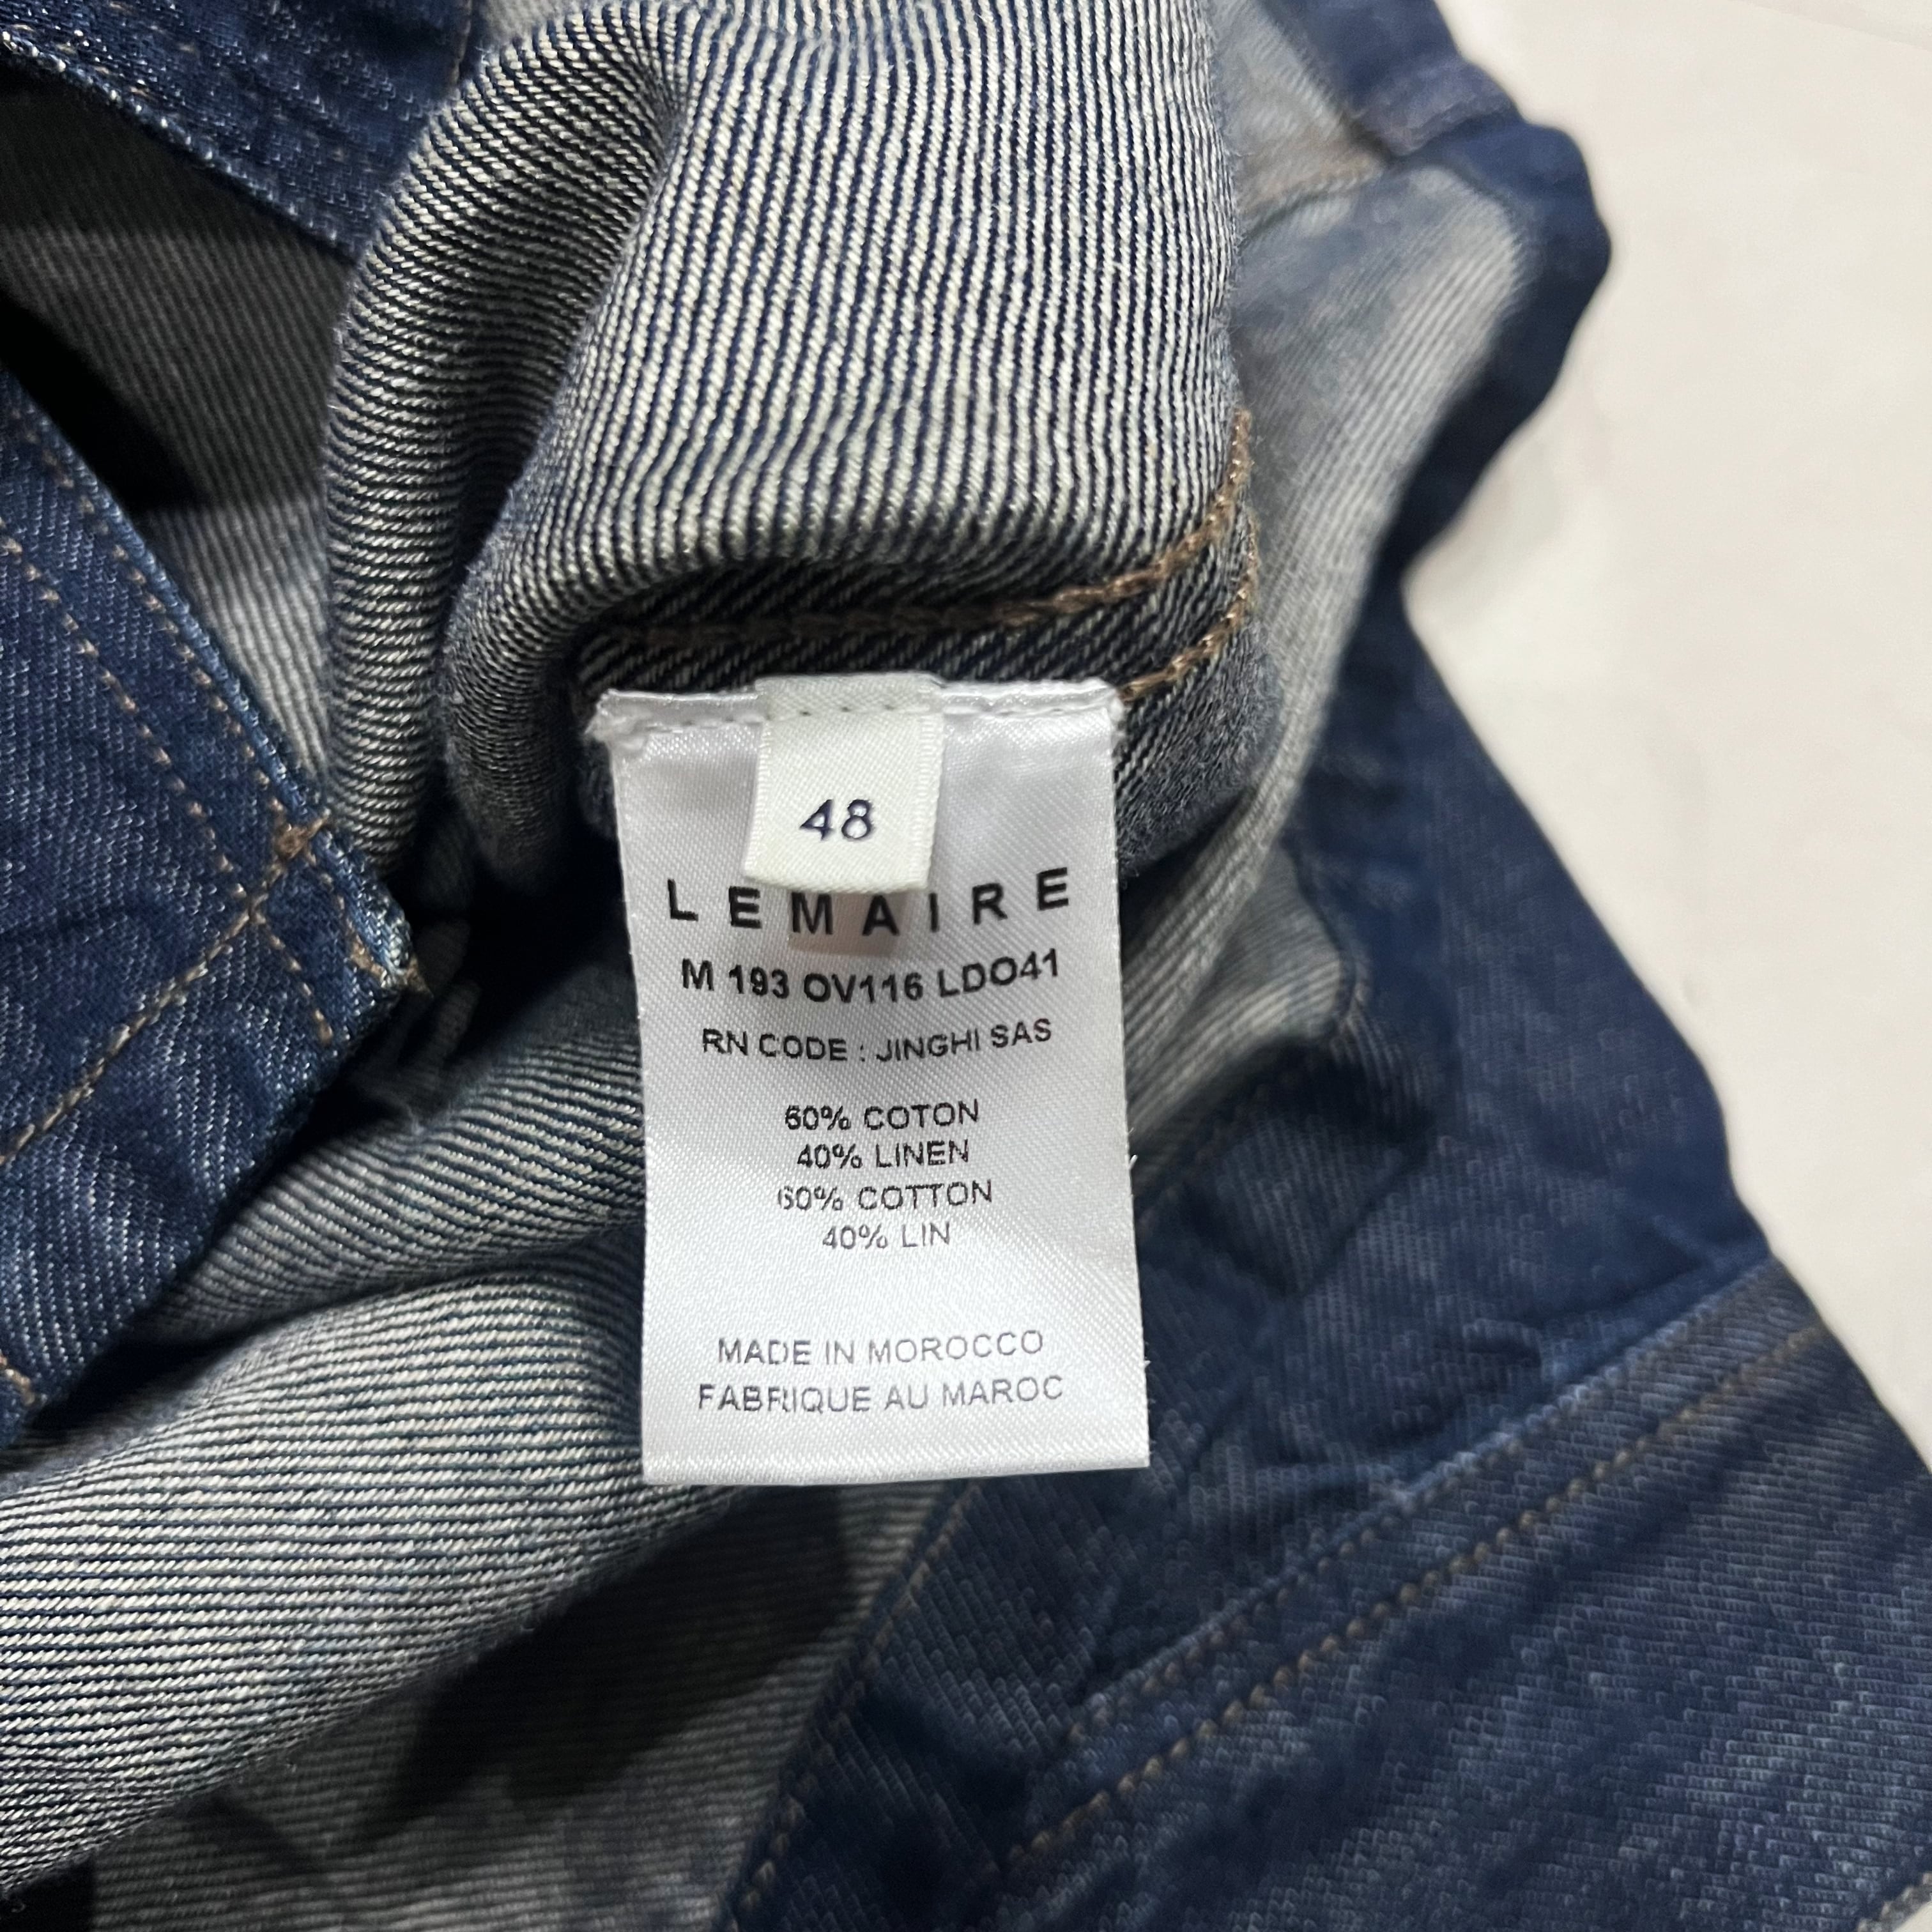 48
LEMAIRE
M 193 OV116 LDO41
RN CODE : JINGHI SAS
60% COTON
40% LINEN
60% COTTON
40% LIN
MADE IN MOROCCO
FABRIQUE AU MAROC